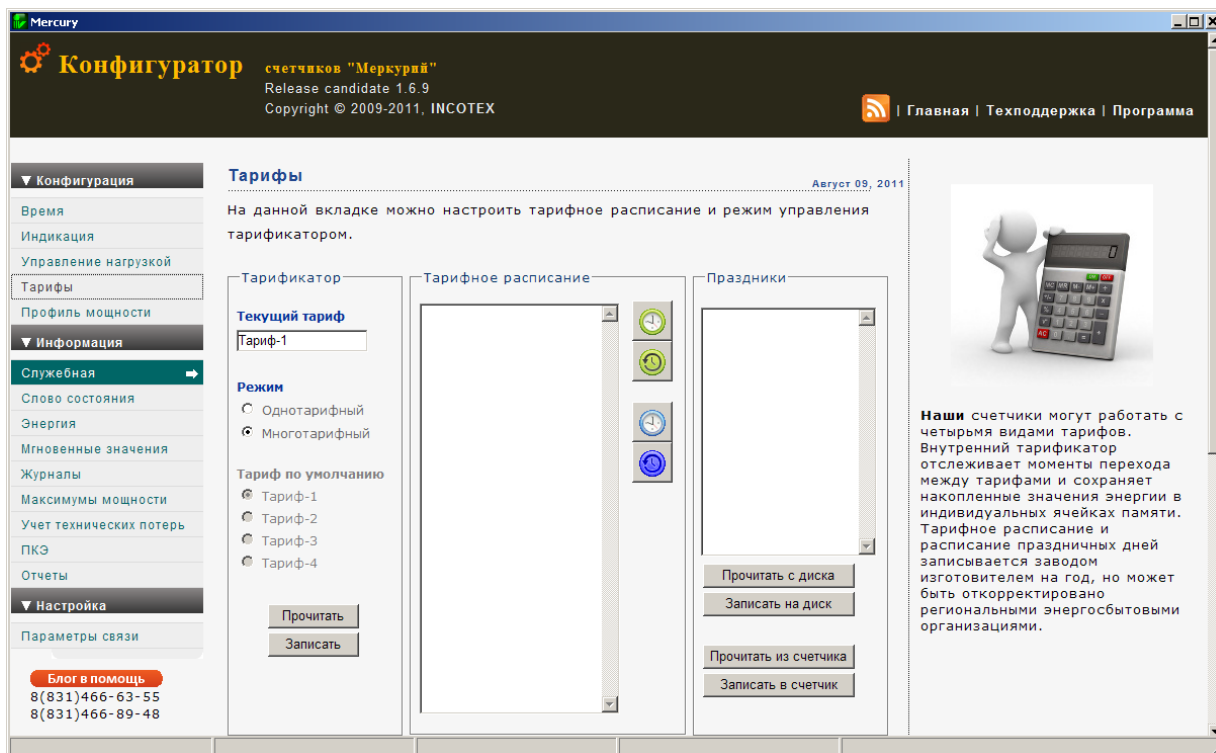 Mercury
Конфигуратор
счетчиков "Меркурий"
Release candidate 1.6.9
Copyright © 2009-2011, INCOTEX
| Главная | Техподдержка | Программа
▼ Конфигурация
Время
Индикация
Управление нагрузкой
Тарифы
Профиль мощности
▼ Информация
Служебная
Слово состояния
Энергия
Мгновенные значения
Журналы
Максимумы мощности
Учет технических потерь
ПКЭ
Отчеты
▼ Настройка
Параметры связи
Блог в помощь
8(831)466-63-55
8(831)466-89-48
Тарифы
Август 09, 2011
На данной вкладке можно настроить тарифное расписание и режим управления
тарификатором.
Тарификатор
Текущий тариф
Тариф-1
Режим
Однотарифный
Многотарифный
Тариф по умолчанию
Тариф-1
Тариф-2
Тариф-3
Тариф-4
Прочитать
Записать
Тарифное расписание
Праздники
Прочитать с диска
Записать на диск
Прочитать из счетчика
Записать в счетчик
Наши счетчики могут работать с
четырьмя видами тарифов.
Внутренний тарификатор
отслеживает моменты перехода
между тарифами и сохраняет
накопленные значения энергии в
индивидуальных ячейках памяти.
Тарифное расписание и
расписание праздничных дней
записывается заводом
изготовителем на год, но может
быть откорректировано
региональными энергосбытовыми
организациями.